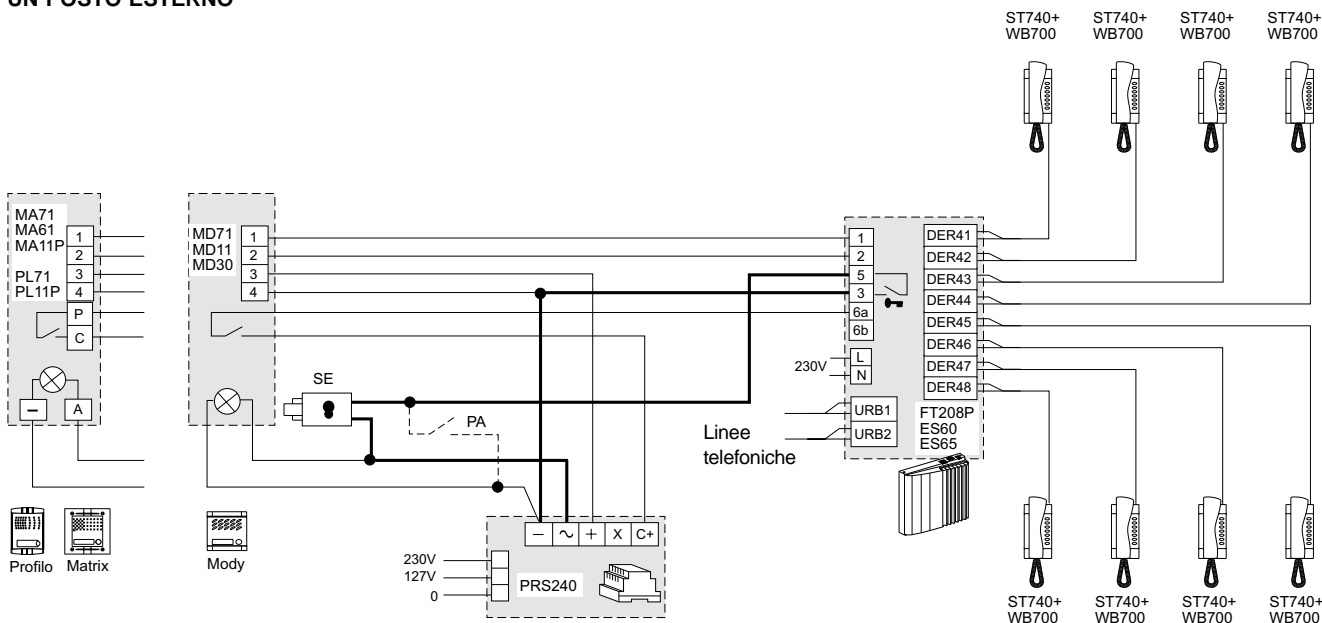 UN POSTO ESTERNO
ST740+
WB700
ST740+
WB700
ST740+
WB700
ST740+
WB700
MA71
MA61
MA11P
PL71
PL11P
1
2
3
4
P
C
–
A
MD71
MD11
MD30
1
2
3
4
SE
PA
1
2
5
3
6a
6b
230V
L
N
URB1
URB2
Linee
telefoniche
DER41
DER42
DER43
DER44
DER45
DER46
DER47
DER48
FT208P
ES60
ES65
Profilo
Matrix
Mody
– ~ + X C+
230V
127V
0
PRS240
ST740+
WB700
ST740+
WB700
ST740+
WB700
ST740+
WB700